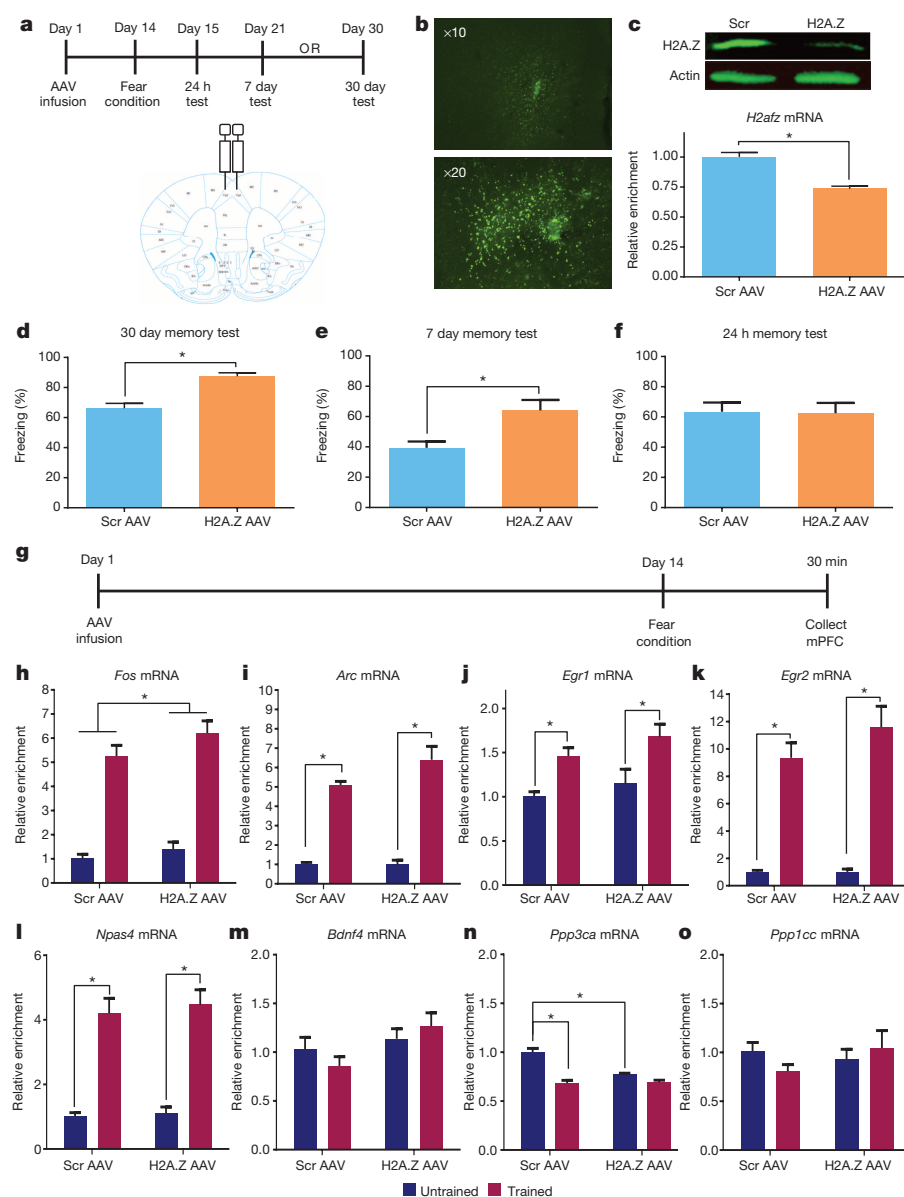 a
Day 1 Day 14 Day 15 Day 21 OR Day 30
AAV infusion
Fear condition
24 h test
7 day test
30 day test
b
×10
×20
c
Scr H2A.Z
H2A.Z
Actin
H2afz mRNA
*
Relative enrichment
1.00
0.75
0.50
0.25
0.00
Scr AAV H2A.Z AAV
d
30 day memory test
*
Freezing (%)
100
80
60
40
20
0
Scr AAV H2A.Z AAV
e
7 day memory test
*
Freezing (%)
100
80
60
40
20
0
Scr AAV H2A.Z AAV
f
24 h memory test
Freezing (%)
100
80
60
40
20
0
Scr AAV H2A.Z AAV
g
Day 1 Day 14 30 min
AAV infusion
Fear condition
Collect mPFC
h
Fos mRNA
*
Relative enrichment
8
7
6
5
4
3
2
1
0
Scr AAV H2A.Z AAV
i
Arc mRNA
* *
Relative enrichment
10
9
8
7
6
5
4
3
2
1
0
Scr AAV H2A.Z AAV
j
Egr1 mRNA
* *
Relative enrichment
2.0
1.5
1.0
0.5
0.0
Scr AAV H2A.Z AAV
k
Egr2 mRNA
* *
Relative enrichment
14
12
10
8
6
4
2
0
Scr AAV H2A.Z AAV
l
Npas4 mRNA
* *
Relative enrichment
6
4
2
0
Scr AAV H2A.Z AAV
m
Bdnf4 mRNA
Relative enrichment
2.0
1.5
1.0
0.5
0.0
Scr AAV H2A.Z AAV
n
Ppp3ca mRNA
* *
Relative enrichment
2.0
1.5
1.0
0.5
0.0
Scr AAV H2A.Z AAV
o
Ppp1cc mRNA
Relative enrichment
2.0
1.5
1.0
0.5
0.0
Scr AAV H2A.Z AAV
Untrained Trained